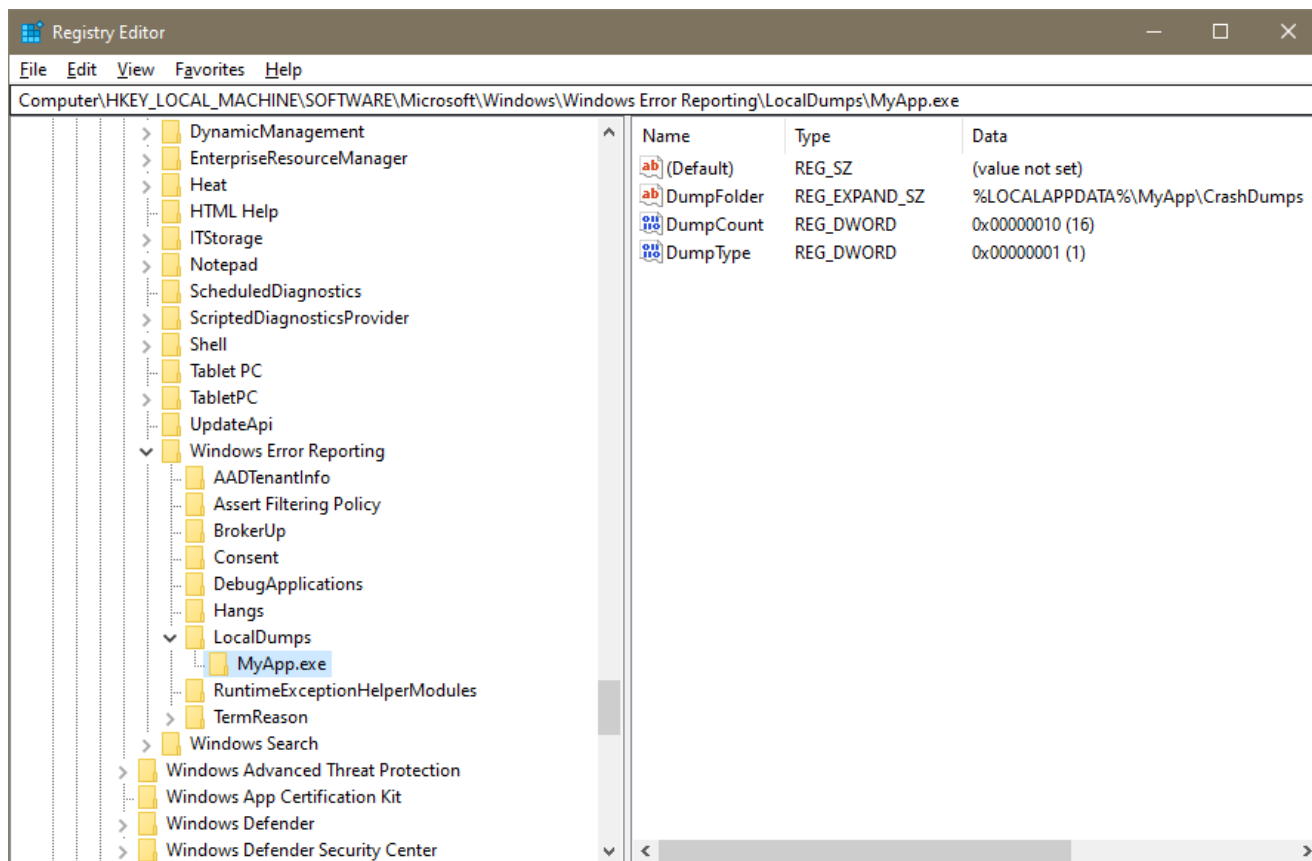 Registry Editor
File Edit View Favorites Help
Computer\HKEY_LOCAL_MACHINE\SOFTWARE\Microsoft\Windows\Windows Error Reporting\LocalDumps\MyApp.exe
DynamicManagement
EnterpriseResourceManager
Heat
HTML Help
ITStorage
Notepad
ScheduledDiagnostics
ScriptedDiagnosticsProvider
Shell
Tablet PC
TabletPC
UpdateApi
Windows Error Reporting
AADTenantInfo
Assert Filtering Policy
BrokerUp
Consent
DebugApplications
Hangs
LocalDumps
MyApp.exe
RuntimeExceptionHelperModules
TermReason
Windows Search
Windows Advanced Threat Protection
Windows App Certification Kit
Windows Defender
Windows Defender Security Center
Name Type Data
(Default) REG_SZ (value not set)
DumpFolder REG_EXPAND_SZ %LOCALAPPDATA%\MyApp\CrashDumps
DumpCount REG_DWORD 0x00000010 (16)
DumpType REG_DWORD 0x00000001 (1)